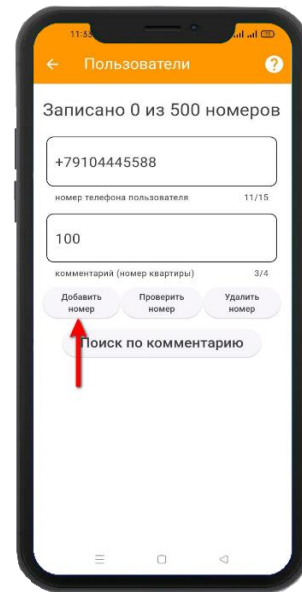 Пользователи
?
Записано 0 из 500 номеров
+79104445588
номер телефона пользователя 11/15
100
комментарий (номер квартиры) 3/4
Добавить номер Проверить номер Удалить номер
Поиск по комментарию